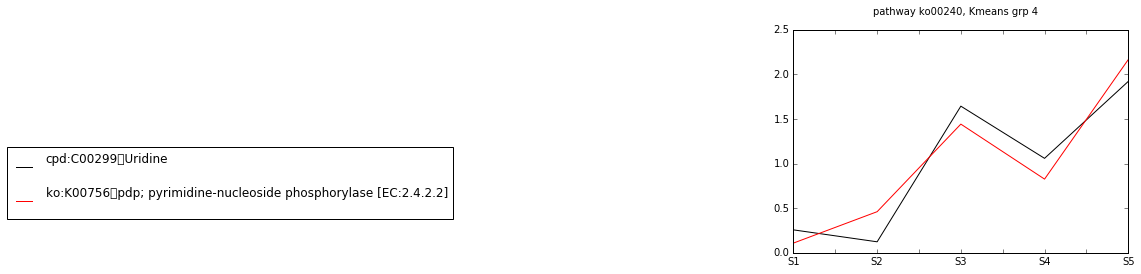 pathway ko00240, Kmeans grp 4
2.5
2.0
1.5
1.0
0.5
0.0
S1 S2 S3 S4 S5
cpd:C00299▯Uridine
ko:K00756▯pdp; pyrimidine-nucleoside phosphorylase [EC:2.4.2.2]